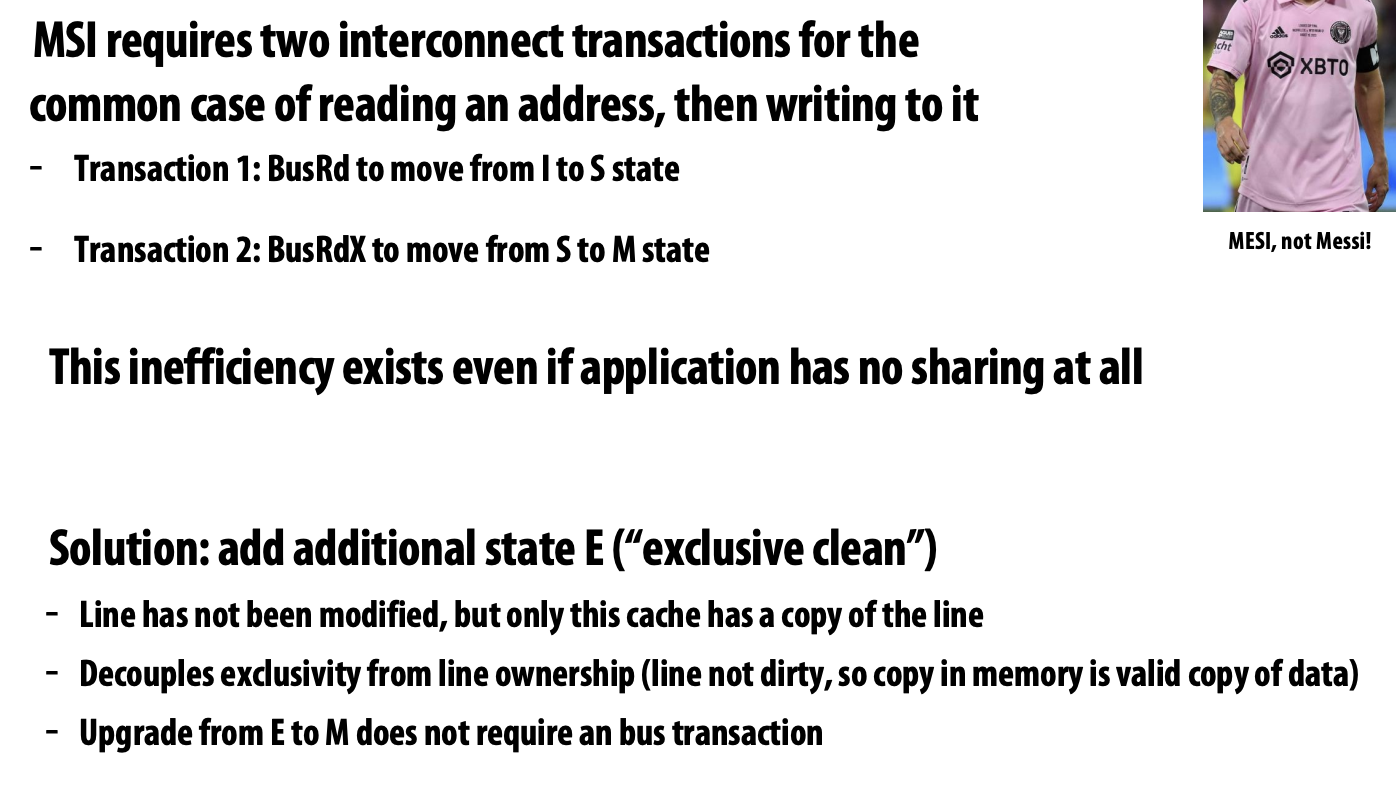 MSI requires two interconnect transactions for the
common case of reading an address, then writing to it
- Transaction 1: BusRd to move from I to S state
- Transaction 2: BusRdX to move from S to M state
adidas
XBTO
MESI, not Messi!
This inefficiency exists even if application has no sharing at all
Solution: add additional state E (“exclusive clean”)
- Line has not been modified, but only this cache has a copy of the line
- Decouples exclusivity from line ownership (line not dirty, so copy in memory is valid copy of data)
- Upgrade from E to M does not require an bus transaction